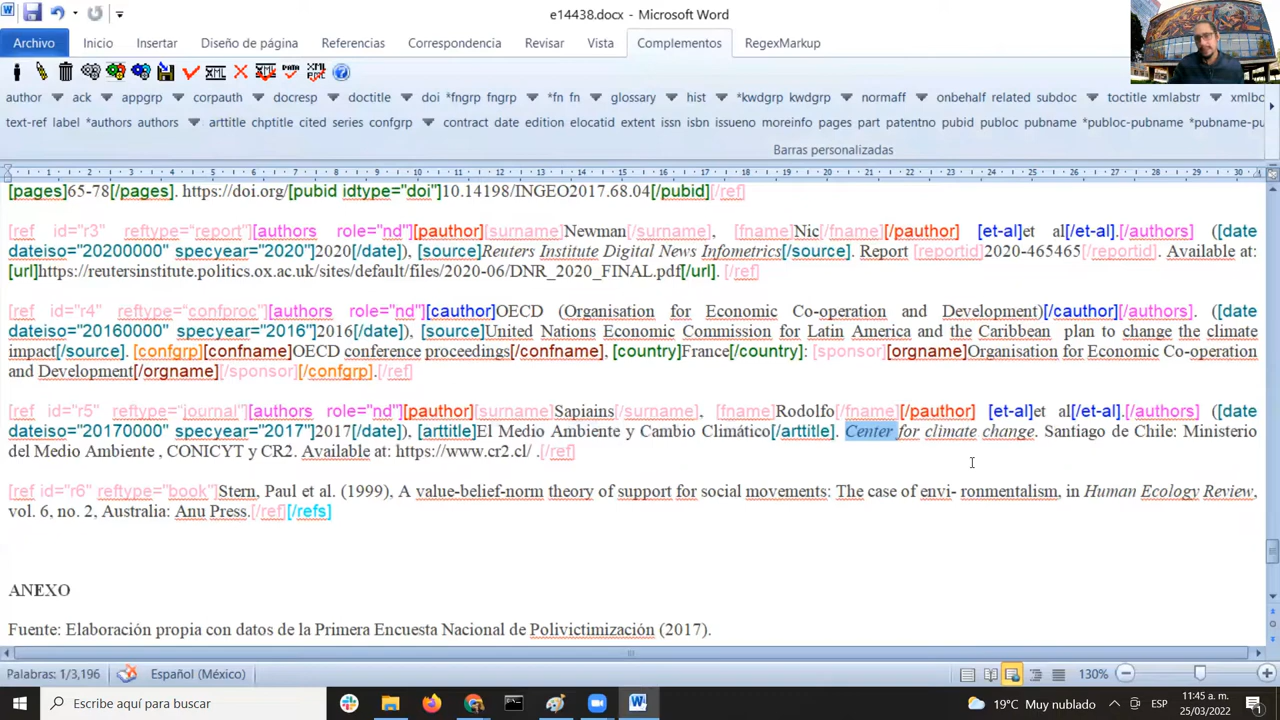 e14438.docx - Microsoft Word
Archivo Inicio Insertar Diseño de página Referencias Correspondencia Revisar Vista Complementos RegexMarkup
author ack appgrp corpauth docresp doctitle doi *fngrp fngrp *fn fn glossary hist *kwdgrp kwdgrp normaff onbehalf related subdoc toctitle xmlabstr xmlbc
text-ref label *authors authors arttitle chptitle cited series confgrp contract date edition elocatid extent issn isbn issueno moreinfo pages part patentno pubid publoc pubname *publoc-pubname *pubname-pu
Barras personalizadas
[pages]65-78[/pages]. https://doi.org/[pubid idtype="doi"]10.14198/INGEO2017.68.04[/pubid][/ref]
[ref id="r3" reftype="report"][authors role="nd"][pauthor][surname]Newman[/surname], [fname]Nic[/fname][/pauthor] [et-al]et al[/et-al].[/authors] ([date
dateiso="20200000" specyear="2020"]2020[/date]), [source]Reuters Institute Digital News Infometrics[/source]. Report [reportid]2020-465465[/reportid]. Available at:
[url]https://reutersinstitute.politics.ox.ac.uk/sites/default/files/2020-06/DNR_2020_FINAL.pdf[/url]. [/ref]
[ref id="r4" reftype="confproc"][authors role="nd"][cauthor]OECD (Organisation for Economic Co-operation and Development)[/cauthor][/authors]. ([date
dateiso="20160000" specyear="2016"]2016[/date]), [source]United Nations Economic Commission for Latin America and the Caribbean plan to change the climate
impact[/source]. [confgrp][confname]OECD conference proceedings[/confname], [country]France[/country]: [sponsor][orgname]Organisation for Economic Co-operation
and Development[/orgname][/sponsor][/confgrp].[/ref]
[ref id="r5" reftype="journal"][authors role="nd"][pauthor][surname]Sapiains[/surname], [fname]Rodolfo[/fname][/pauthor] [et-al]et al[/et-al].[/authors] ([date
dateiso="20170000" specyear="2017"]2017[/date]), [arttitle]El Medio Ambiente y Cambio Climático[/arttitle]. Center for climate change. Santiago de Chile: Ministerio
del Medio Ambiente , CONICYT y CR2. Available at: https://www.cr2.cl/ .[/ref]
[ref id="r6" reftype="book"]Stern, Paul et al. (1999), A value-belief-norm theory of support for social movements: The case of envi- ronmentalism, in Human Ecology Review,
vol. 6, no. 2, Australia: Anu Press.[/ref][/refs]
ANEXO
Fuente: Elaboración propia con datos de la Primera Encuesta Nacional de Polivictimización (2017).
Palabras: 1/3,196 Español (México) 130%
Escribe aquí para buscar 19°C Muy nublado ESP 11:45 a. m.
25/03/2022